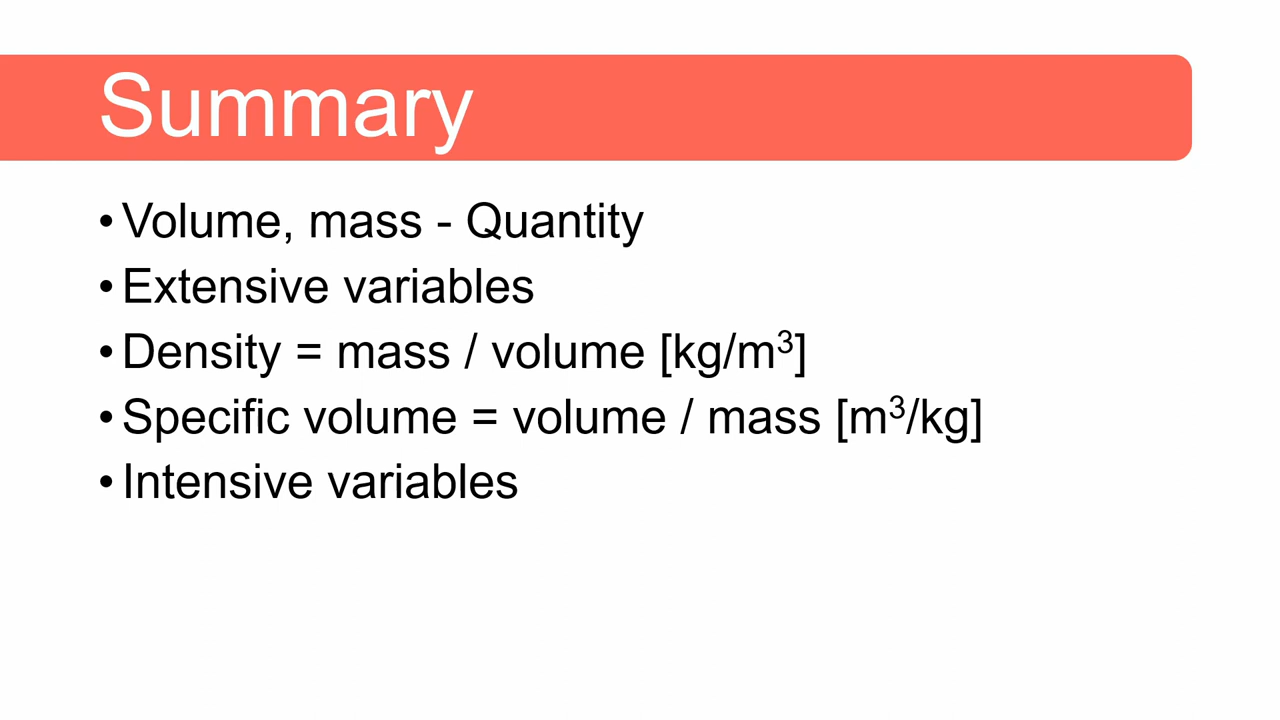 Summary
•Volume, mass - Quantity
•Extensive variables
•Density = mass / volume [kg/m³]
•Specific volume = volume / mass [m³/kg]
•Intensive variables